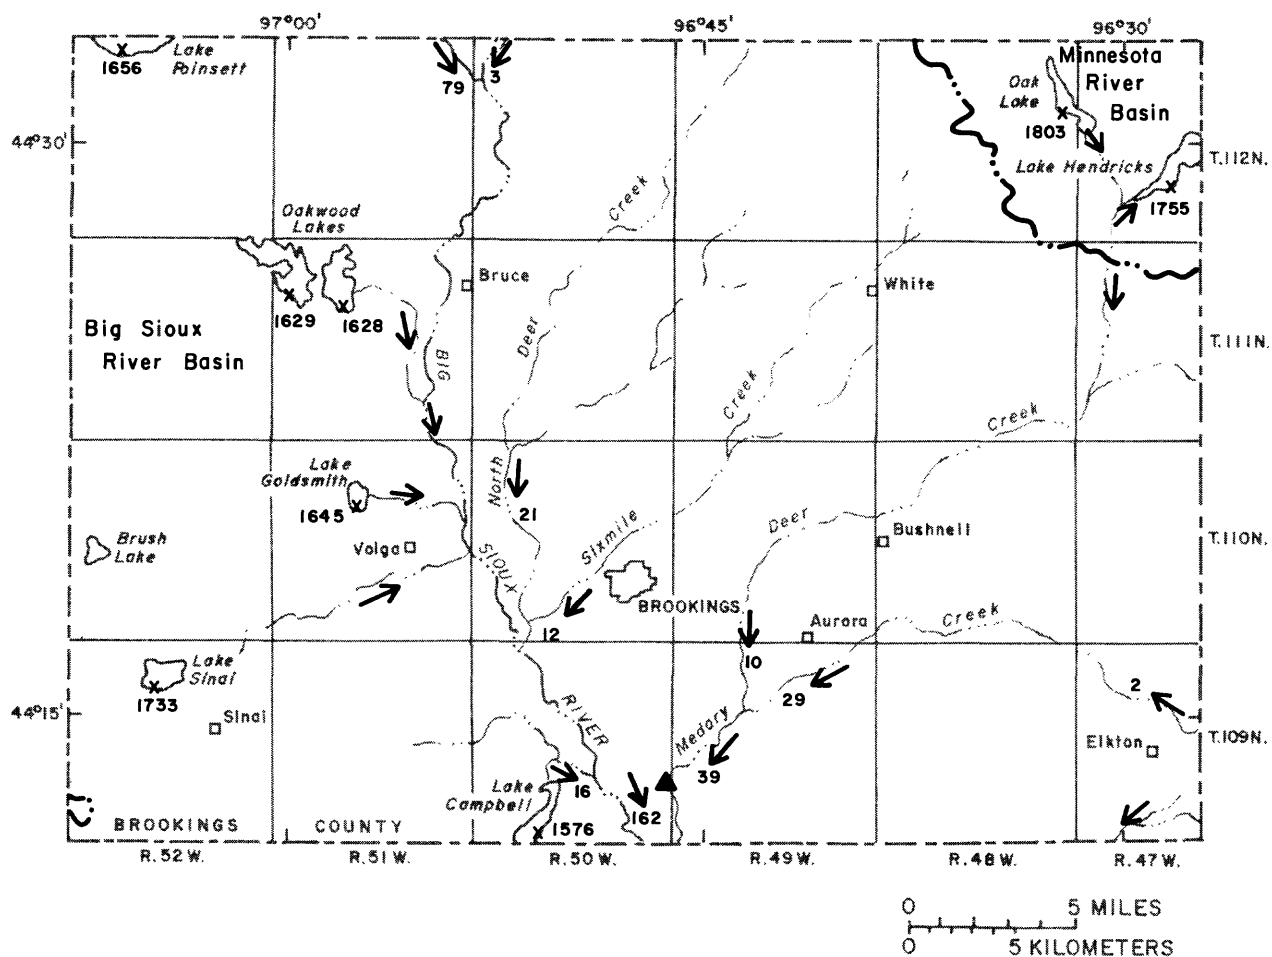 97°00'
96°45'
96°30'
1656
Lake
Poinsett
79
3
Minnesota
River
Basin
Oak
Lake
1803
44°30'
Lake Hendricks
T.112N.
1755
Creek
Oakwood
Lakes
Bruce
White
1629
1628
Big Sioux
River Basin
BIG
Deer
T.111N.
Creek
Creek
Lake
Goldsmith
1645
North
21
Sixmile
Deer
Bushnell
T.110N.
Brush
Lake
Volga
SIOUX
BROOKINGS
12
Aurora
Creek
10
Lake
Sinai
1733
29
2
44°15'
Sinai
RIVER
Medary
39
Elkton
T.109N.
Lake
Campbell
16
162
1576
BROOKINGS COUNTY
R.52W.
R.51W.
R.50W.
R.49W.
R.48W.
R.47W.
0 5 MILES
0 5 KILOMETERS